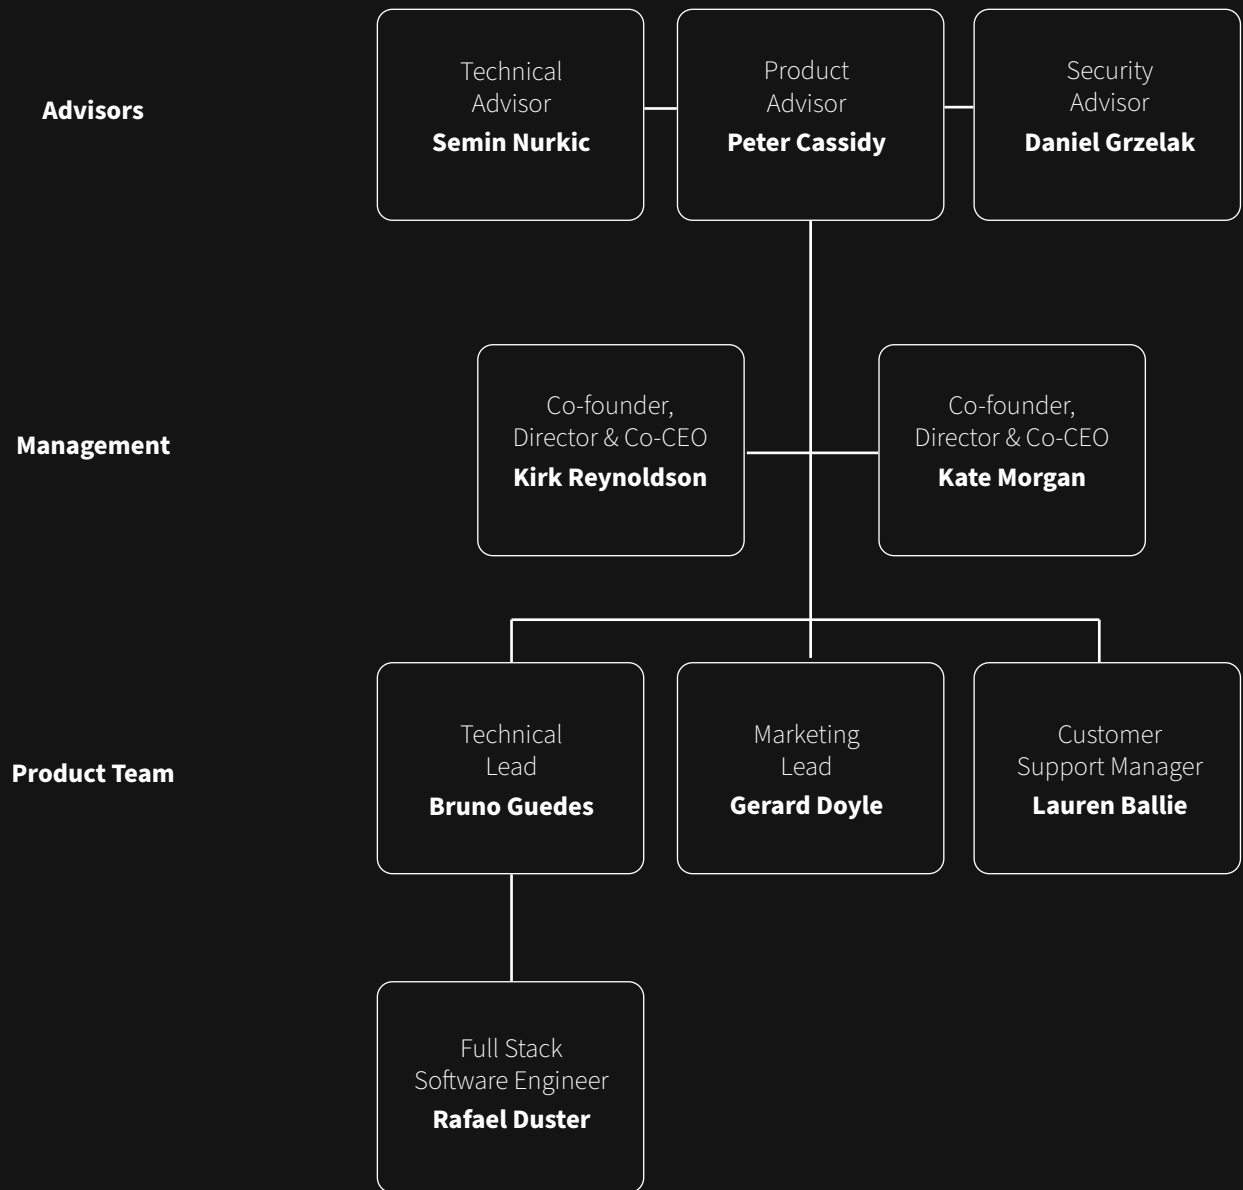 Advisors
Technical
Advisor
Semin Nurkic
Product
Advisor
Peter Cassidy
Security
Advisor
Daniel Grzelak
Management
Co-founder,
Director & Co-CEO
Kirk Reynoldson
Co-founder,
Director & Co-CEO
Kate Morgan
Product Team
Technical
Lead
Bruno Guedes
Marketing
Lead
Gerard Doyle
Customer
Support Manager
Lauren Ballie
Full Stack
Software Engineer
Rafael Duster